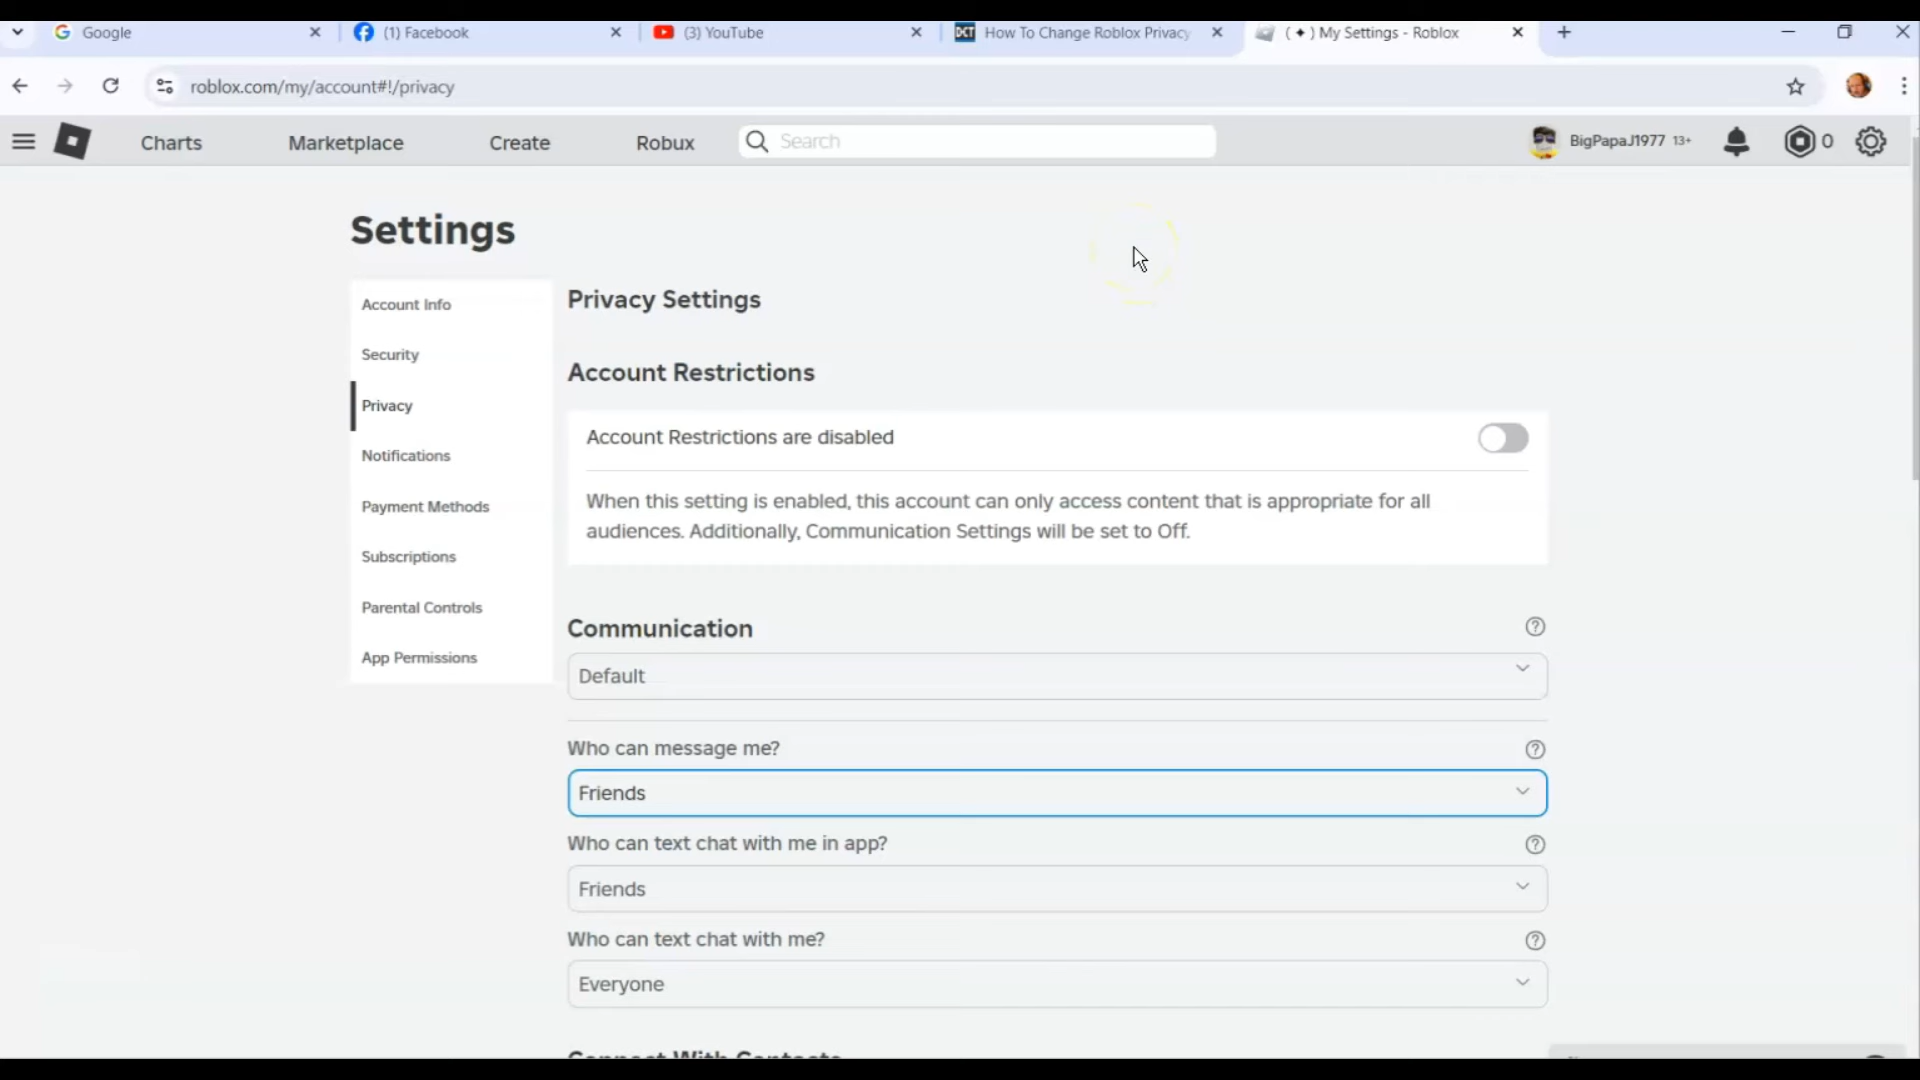 Google
(1) Facebook
(3) YouTube
DCT How To Change Roblox Privacy
( ✦ ) My Settings - Roblox
roblox.com/my/account#!/privacy
Charts
Marketplace
Create
Robux
Search
BigPapaJ1977 13+
0
Settings
Account Info
Security
Privacy
Notifications
Payment Methods
Subscriptions
Parental Controls
App Permissions
Privacy Settings
Account Restrictions
Account Restrictions are disabled
When this setting is enabled, this account can only access content that is appropriate for all
audiences. Additionally, Communication Settings will be set to Off.
Communication
Default
Who can message me?
Friends
Who can text chat with me in app?
Friends
Who can text chat with me?
Everyone
Connect With Contacts